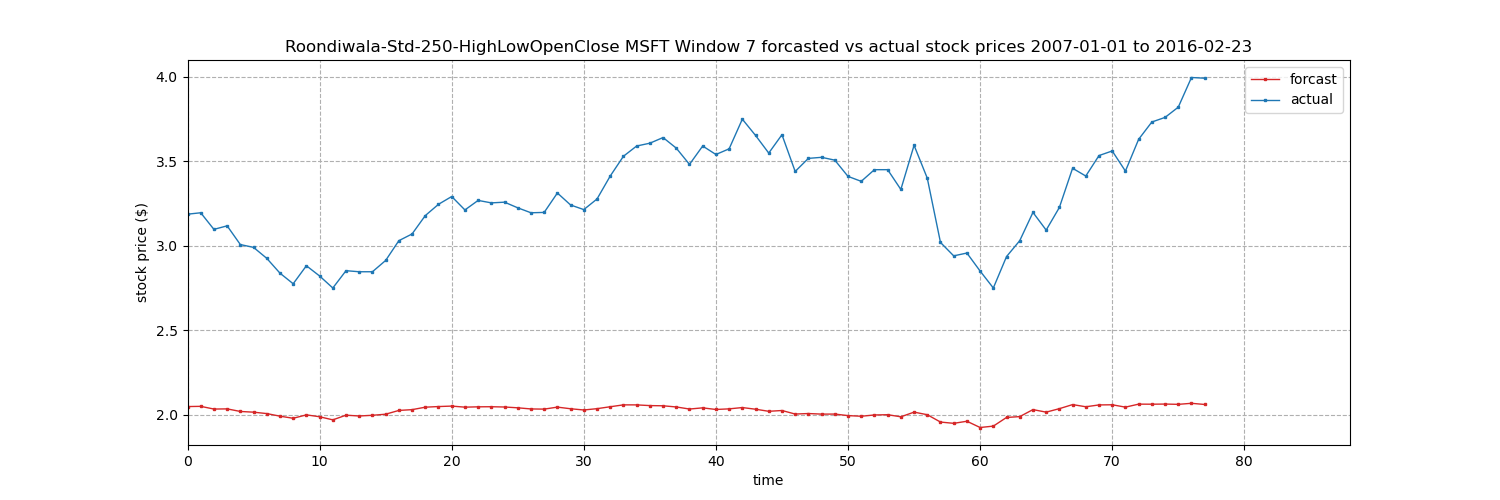 Roondiwala-Std-250-HighLowOpenClose MSFT Window 7 forcasted vs actual stock prices 2007-01-01 to 2016-02-23
forcast
actual
stock price ($)
4.0
3.5
3.0
2.5
2.0
0 10 20 30 40 50 60 70 80
time